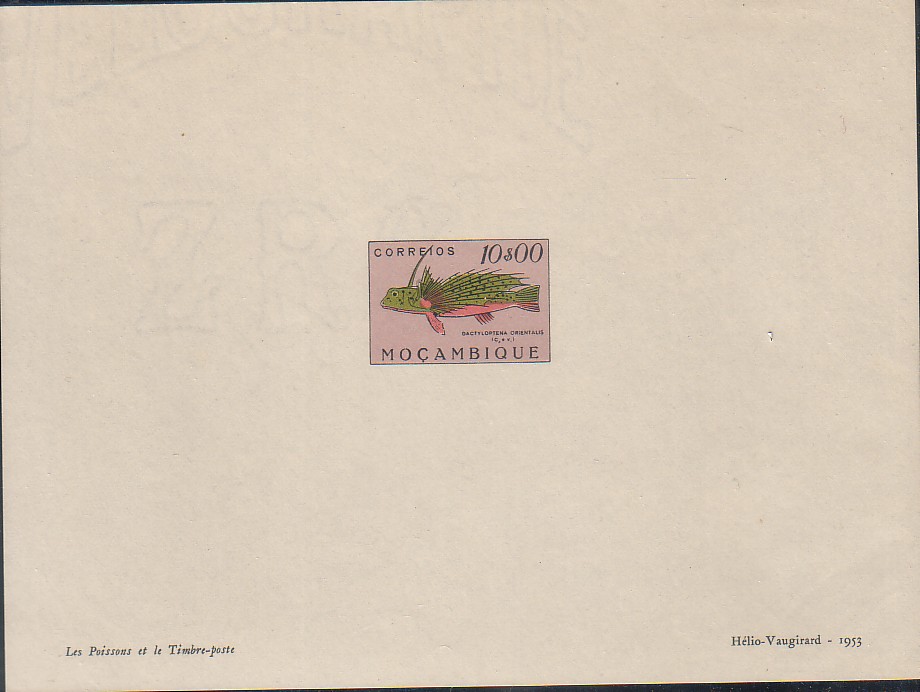 CORREIOS 10$00
DACTYLOPTENA ORIENTALIS
(C. e V.)
MOÇAMBIQUE
Les Poissons et le Timbre-poste
Hélio-Vaugirard - 1953